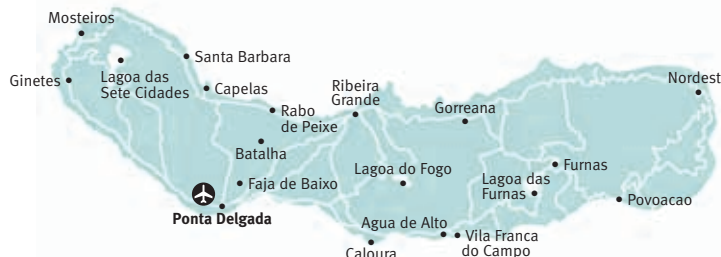 Mosteiros
Santa Barbara
Ginetes
Lagoa das
Sete Cidades
Capelas
Rabo
de Peixe
Ribeira
Grande
Gorreana
Nordest
Batalha
Faja de Baixo
Lagoa do Fogo
Lagoa das
Furnas
Furnas
Povoacao
Ponta Delgada
Agua de Alto
Vila Franca
do Campo
Caloura